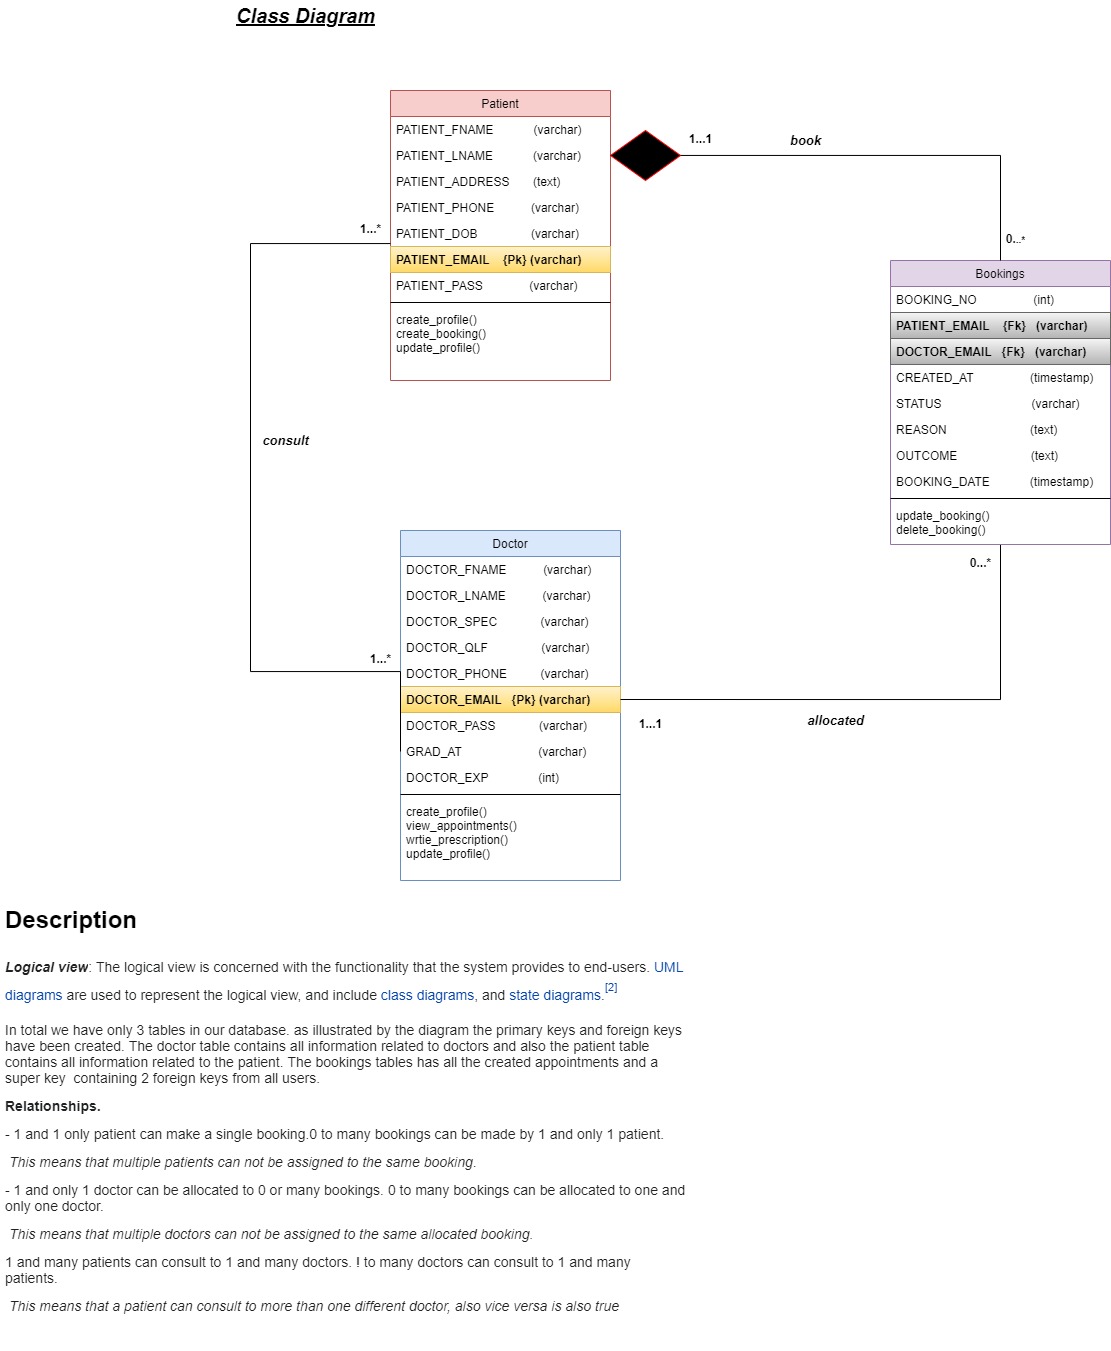 Class Diagram
Patient
PATIENT_FNAME (varchar)
PATIENT_LNAME (varchar)
PATIENT_ADDRESS (text)
PATIENT_PHONE (varchar)
PATIENT_DOB (varchar)
PATIENT_EMAIL {Pk} (varchar)
PATIENT_PASS (varchar)
create_profile()
create_booking()
update_profile()
1...1
book
0...*
1...*
consult
1...*
Bookings
BOOKING_NO (int)
PATIENT_EMAIL {Fk} (varchar)
DOCTOR_EMAIL {Fk} (varchar)
CREATED_AT (timestamp)
STATUS (varchar)
REASON (text)
OUTCOME (text)
BOOKING_DATE (timestamp)
update_booking()
delete_booking()
0...*
Doctor
DOCTOR_FNAME (varchar)
DOCTOR_LNAME (varchar)
DOCTOR_SPEC (varchar)
DOCTOR_QLF (varchar)
DOCTOR_PHONE (varchar)
DOCTOR_EMAIL {Pk} (varchar)
DOCTOR_PASS (varchar)
GRAD_AT (varchar)
DOCTOR_EXP (int)
create_profile()
view_appointments()
wrtie_prescription()
update_profile()
1...1
allocated
Description
Logical view: The logical view is concerned with the functionality that the system provides to end-users. UML
diagrams are used to represent the logical view, and include class diagrams, and state diagrams.[2]
In total we have only 3 tables in our database. as illustrated by the diagram the primary keys and foreign keys
have been created. The doctor table contains all information related to doctors and also the patient table
contains all information related to the patient. The bookings tables has all the created appointments and a
super key containing 2 foreign keys from all users.
Relationships.
- 1 and 1 only patient can make a single booking.0 to many bookings can be made by 1 and only 1 patient.
This means that multiple patients can not be assigned to the same booking.
- 1 and only 1 doctor can be allocated to 0 or many bookings. 0 to many bookings can be allocated to one and
only one doctor.
This means that multiple doctors can not be assigned to the same allocated booking.
1 and many patients can consult to 1 and many doctors. ! to many doctors can consult to 1 and many
patients.
This means that a patient can consult to more than one different doctor, also vice versa is also true